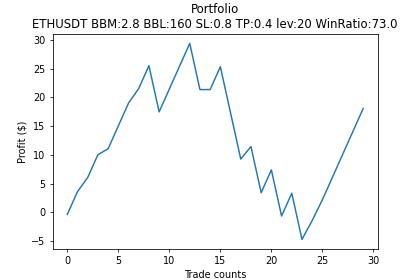 Portfolio
ETHUSDT BBM:2.8 BBL:160 SL:0.8 TP:0.4 lev:20 WinRatio:73.0
30
25
20
15
10
5
0
−5
Profit ($)
0 5 10 15 20 25 30
Trade counts